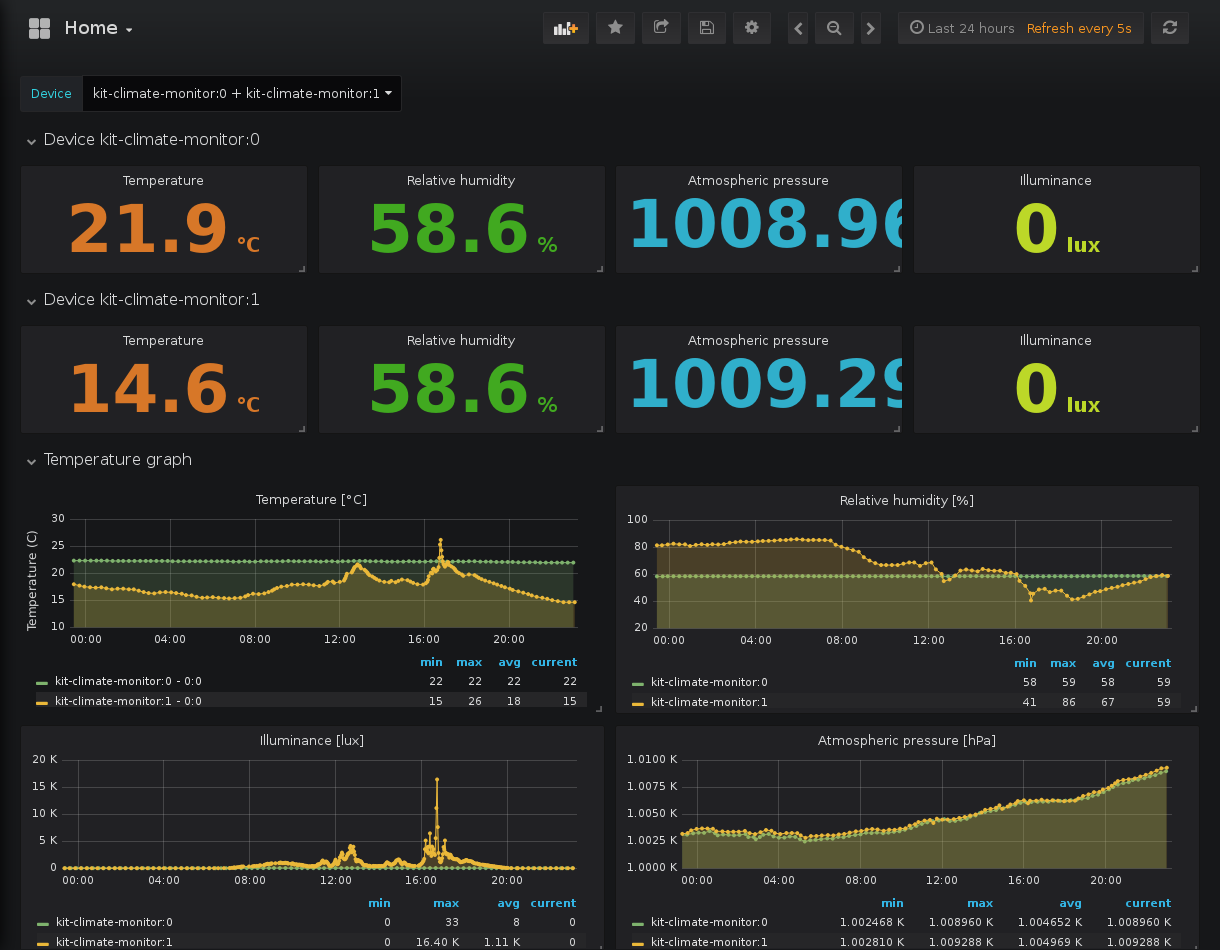 Home
Last 24 hours Refresh every 5s
Device kit-climate-monitor:0 + kit-climate-monitor:1
Device kit-climate-monitor:0
Temperature Relative humidity Atmospheric pressure Illuminance
21.9 °C 58.6 % 1008.96 0 lux
Device kit-climate-monitor:1
Temperature Relative humidity Atmospheric pressure Illuminance
14.6 °C 58.6 % 1009.29 0 lux
Temperature graph
Temperature [°C]
Temperature (C)
30
25
20
15
10
00:00 04:00 08:00 12:00 16:00 20:00
min max avg current
kit-climate-monitor:0 - 0:0 22 22 22 22
kit-climate-monitor:1 - 0:0 15 26 18 15
Relative humidity [%]
100
80
60
40
20
00:00 04:00 08:00 12:00 16:00 20:00
min max avg current
kit-climate-monitor:0 58 59 58 59
kit-climate-monitor:1 41 86 67 59
Illuminance [lux]
20 K
15 K
10 K
5 K
0
00:00 04:00 08:00 12:00 16:00 20:00
min max avg current
kit-climate-monitor:0 0 33 8 0
kit-climate-monitor:1 0 16.40 K 1.11 K 0
Atmospheric pressure [hPa]
1.0100 K
1.0075 K
1.0050 K
1.0025 K
1.0000 K
00:00 04:00 08:00 12:00 16:00 20:00
min max avg current
kit-climate-monitor:0 1.002468 K 1.008960 K 1.004652 K 1.008960 K
kit-climate-monitor:1 1.002810 K 1.009288 K 1.004969 K 1.009288 K